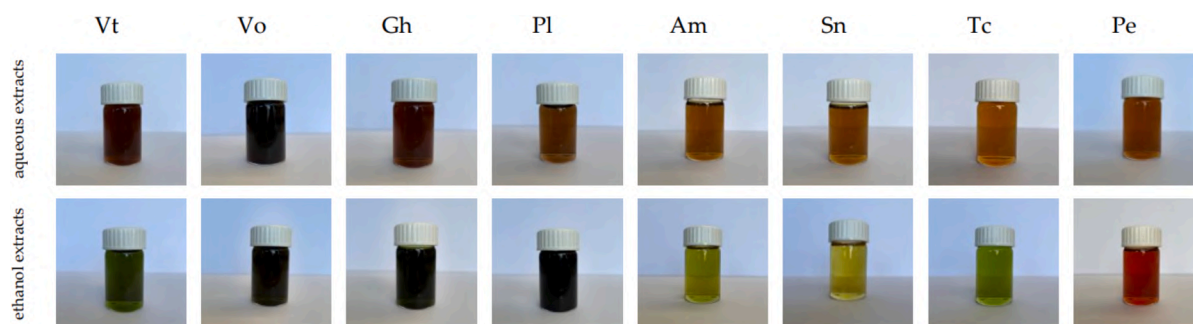 Vt Vo Gh Pl Am Sn Tc Pe
aqueous extracts
ethanol extracts